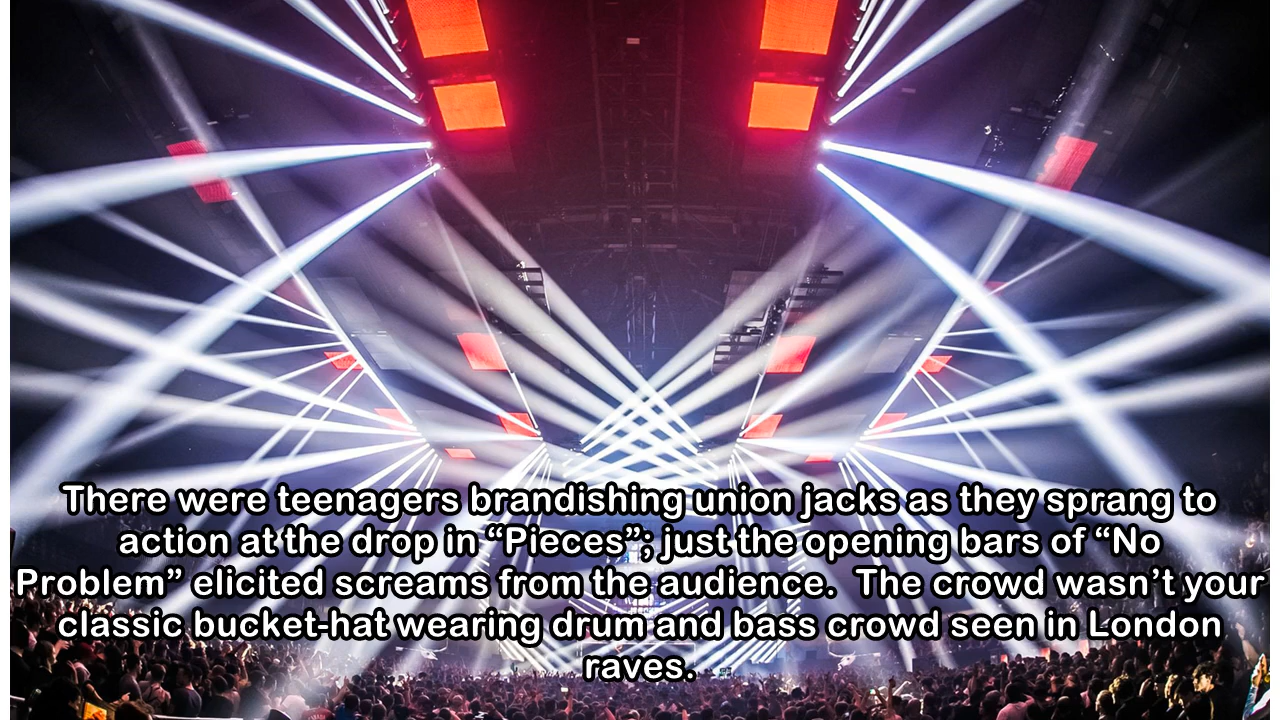 There were teenagers brandishing union jacks as they sprang to
action at the drop in “Pieces”; just the opening bars of “No
Problem” elicited screams from the audience.  The crowd wasn’t your
classic bucket-hat wearing drum and bass crowd seen in London
raves.